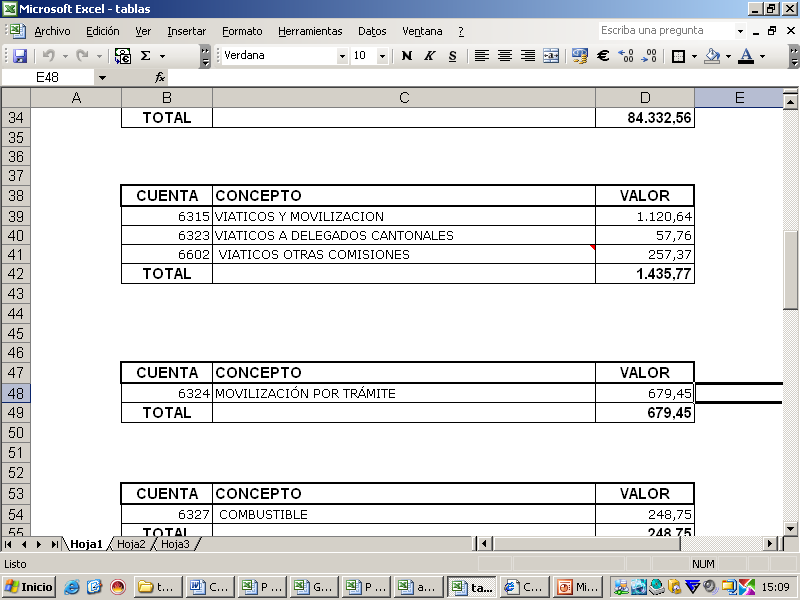 Microsoft Excel - tablas
Archivo Edición Ver Insertar Formato Herramientas Datos Ventana ? Escriba una pregunta
Σ Verdana 10 N K S €
E48 fx
A B C D E
34 TOTAL 84.332,56
35
36
37
38 CUENTA CONCEPTO VALOR
39 6315 VIATICOS Y MOVILIZACION 1.120,64
40 6323 VIATICOS A DELEGADOS CANTONALES 57,76
41 6602 VIATICOS OTRAS COMISIONES 257,37
42 TOTAL 1.435,77
43
44
45
46
47 CUENTA CONCEPTO VALOR
48 6324 MOVILIZACIÓN POR TRÁMITE 679,45
49 TOTAL 679,45
50
51
52
53 CUENTA CONCEPTO VALOR
54 6327 COMBUSTIBLE 248,75
55 TOTAL 248,75
Hoja1 Hoja2 Hoja3
Listo NUM
Inicio t... C... P... G... P... a... ta... C... Mi... 15:09